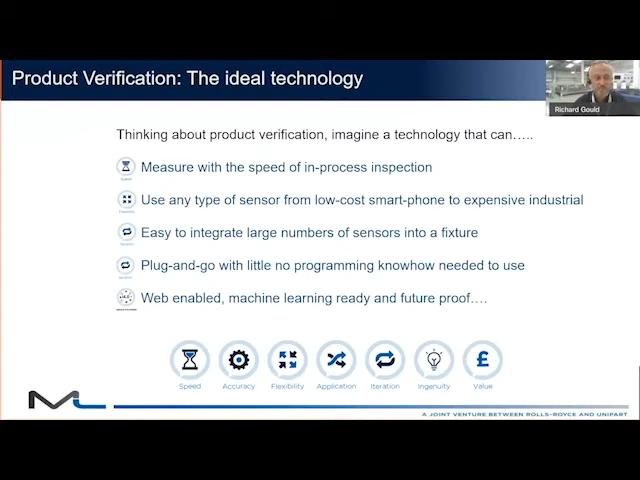 Product Verification: The ideal technology
Richard Gould
Thinking about product verification, imagine a technology that can…..
Measure with the speed of in-process inspection
Use any type of sensor from low-cost smart-phone to expensive industrial
Easy to integrate large numbers of sensors into a fixture
Plug-and-go with little no programming knowhow needed to use
Web enabled, machine learning ready and future proof….
Speed Accuracy Flexibility Application Iteration Ingenuity Value
A JOINT VENTURE BETWEEN ROLLS-ROYCE AND UNIPART